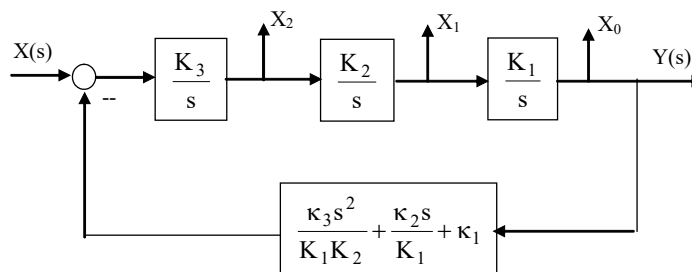 X(s)
X₂
X₁
X₀
Y(s)
K₃/s
K₂/s
K₁/s
--
κ₃s²/K₁K₂ + κ₂s/K₁ + κ₁